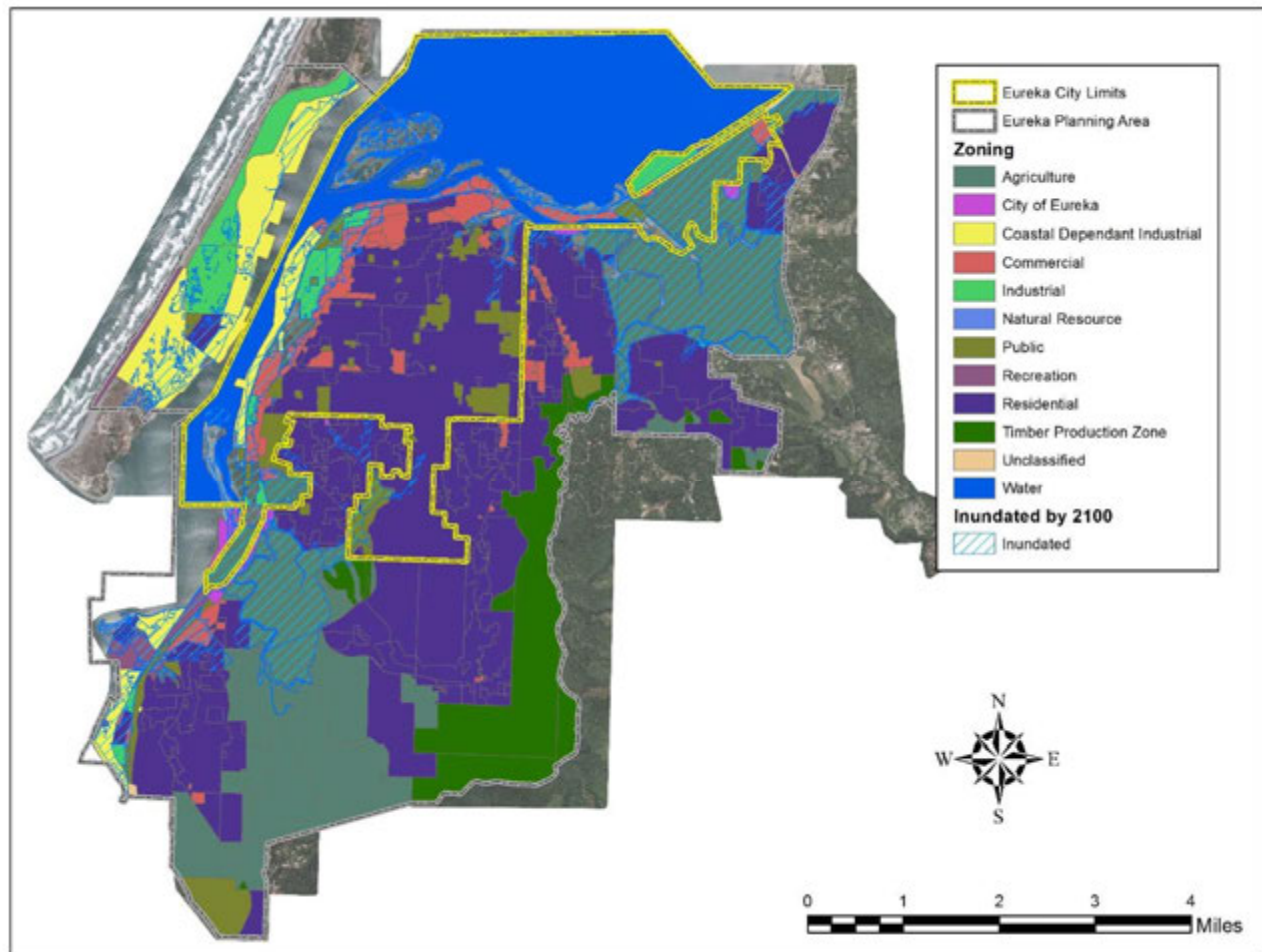 Eureka City Limits
Eureka Planning Area
Zoning
Agriculture
City of Eureka
Coastal Dependant Industrial
Commercial
Industrial
Natural Resource
Public
Recreation
Residential
Timber Production Zone
Unclassified
Water
Inundated by 2100
Inundated
N
W E
S
0 1 2 3 4
Miles